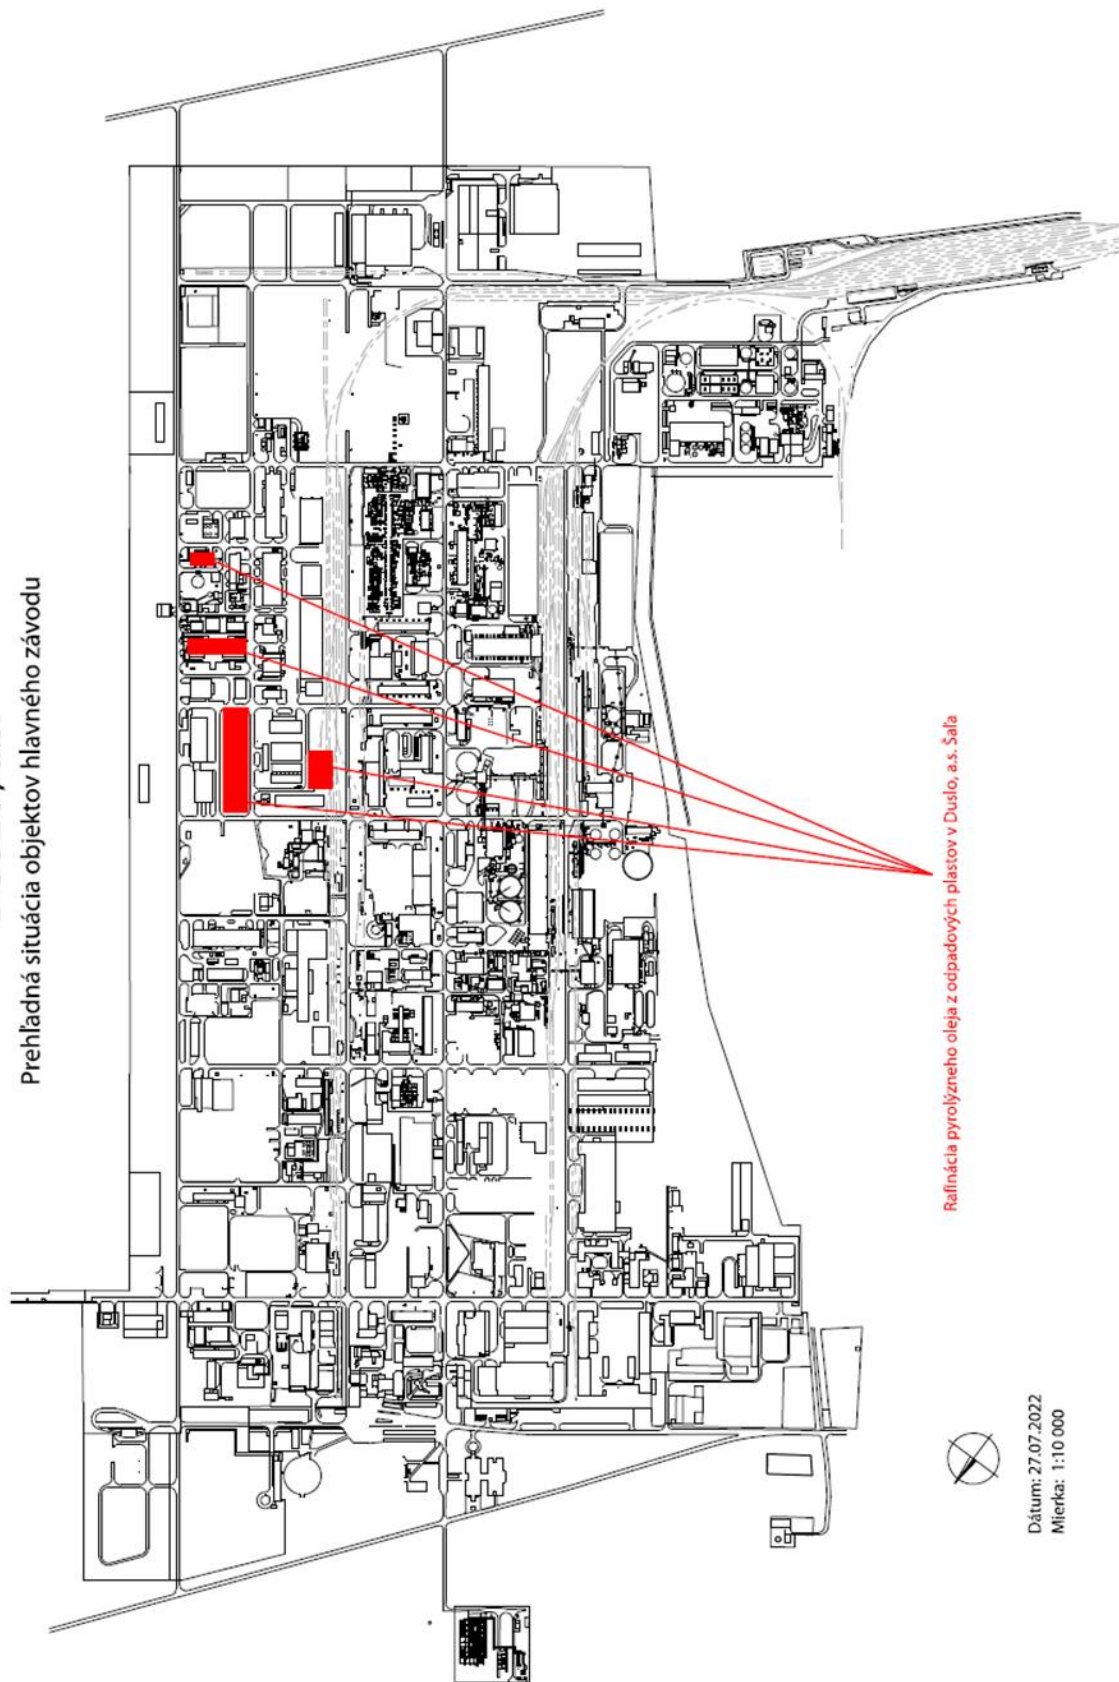 Prehľadná situácia objektov hlavného závodu
Rafinácia pyrolýzneho oleja z odpadových plastov v Duslo, a.s. Šaľa
Dátum: 27.07.2022
Mierka: 1:10 000